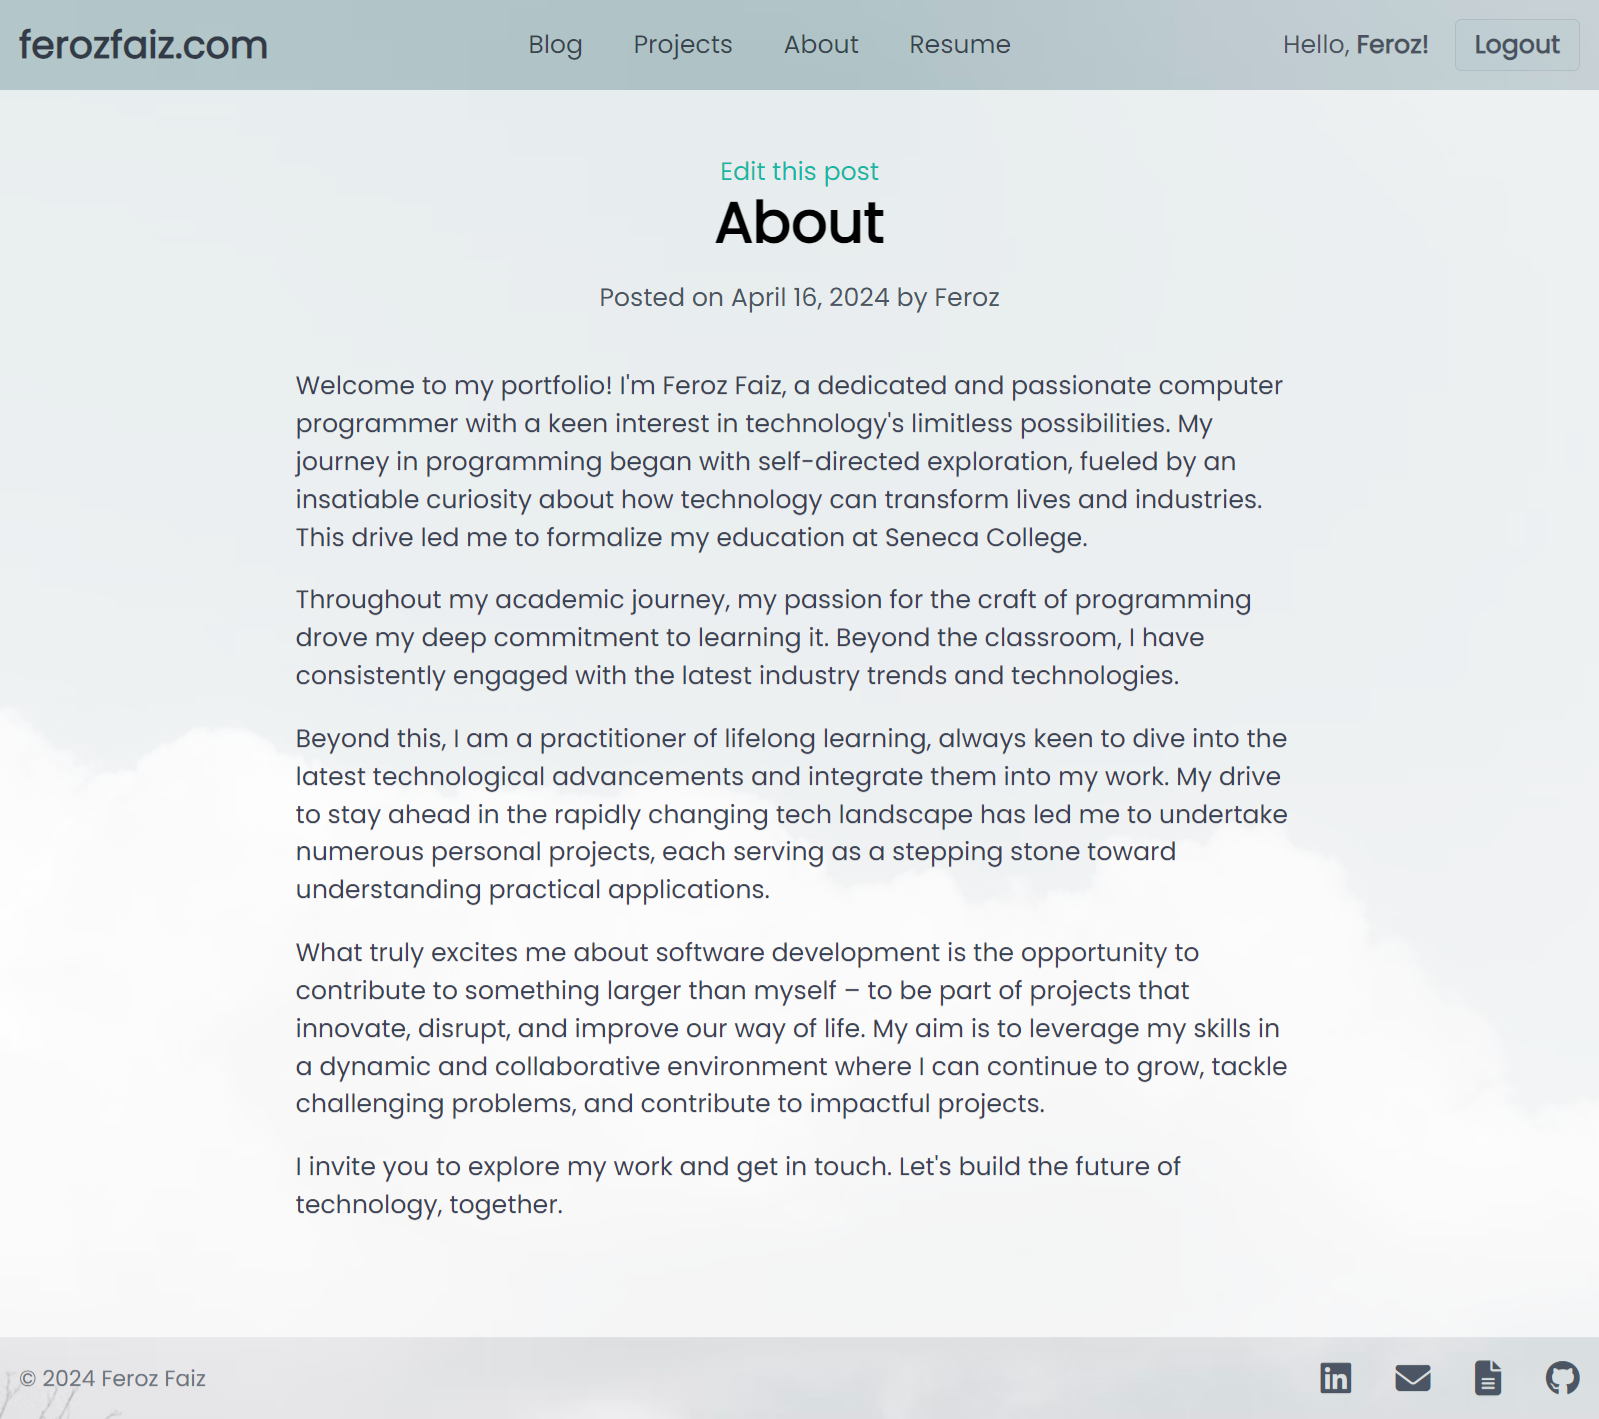 ferozfaiz.com
Blog Projects About Resume
Hello, Feroz! Logout
Edit this post
About
Posted on April 16, 2024 by Feroz
Welcome to my portfolio! I'm Feroz Faiz, a dedicated and passionate computer
programmer with a keen interest in technology's limitless possibilities. My
journey in programming began with self-directed exploration, fueled by an
insatiable curiosity about how technology can transform lives and industries.
This drive led me to formalize my education at Seneca College.
Throughout my academic journey, my passion for the craft of programming
drove my deep commitment to learning it. Beyond the classroom, I have
consistently engaged with the latest industry trends and technologies.
Beyond this, I am a practitioner of lifelong learning, always keen to dive into the
latest technological advancements and integrate them into my work. My drive
to stay ahead in the rapidly changing tech landscape has led me to undertake
numerous personal projects, each serving as a stepping stone toward
understanding practical applications.
What truly excites me about software development is the opportunity to
contribute to something larger than myself – to be part of projects that
innovate, disrupt, and improve our way of life. My aim is to leverage my skills in
a dynamic and collaborative environment where I can continue to grow, tackle
challenging problems, and contribute to impactful projects.
I invite you to explore my work and get in touch. Let's build the future of
technology, together.
© 2024 Feroz Faiz